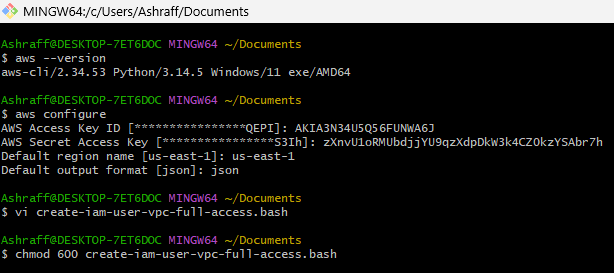 MINGW64:/c/Users/Ashraff/Documents
Ashraff@DESKTOP-7ET6DOC MINGW64 ~/Documents
$ aws --version
aws-cli/2.34.53 Python/3.14.5 Windows/11 exe/AMD64
Ashraff@DESKTOP-7ET6DOC MINGW64 ~/Documents
$ aws configure
AWS Access Key ID [****************QEPI]: AKIA3N34U5Q56FUNWA6J
AWS Secret Access Key [****************S3Ih]: 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
Default region name [us-east-1]: us-east-1
Default output format [json]: json
Ashraff@DESKTOP-7ET6DOC MINGW64 ~/Documents
$ vi create-iam-user-vpc-full-access.bash
Ashraff@DESKTOP-7ET6DOC MINGW64 ~/Documents
$ chmod 600 create-iam-user-vpc-full-access.bash